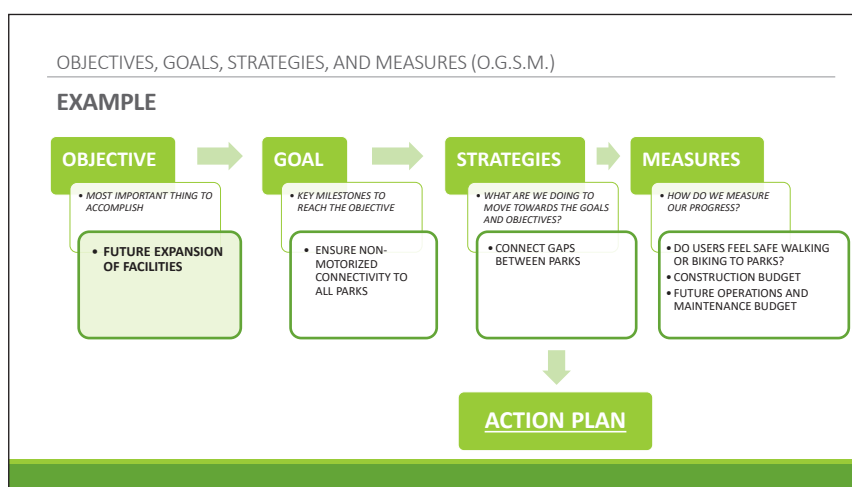 OBJECTIVES, GOALS, STRATEGIES, AND MEASURES (O.G.S.M.)
EXAMPLE
OBJECTIVE
• MOST IMPORTANT THING TO
ACCOMPLISH
• FUTURE EXPANSION
OF FACILITIES
GOAL
• KEY MILESTONES TO
REACH THE OBJECTIVE
• ENSURE NON-
MOTORIZED
CONNECTIVITY TO
ALL PARKS
STRATEGIES
• WHAT ARE WE DOING TO
MOVE TOWARDS THE GOALS
AND OBJECTIVES?
• CONNECT GAPS
BETWEEN PARKS
MEASURES
• HOW DO WE MEASURE
OUR PROGRESS?
• DO USERS FEEL SAFE WALKING
OR BIKING TO PARKS?
• CONSTRUCTION BUDGET
• FUTURE OPERATIONS AND
MAINTENANCE BUDGET
ACTION PLAN